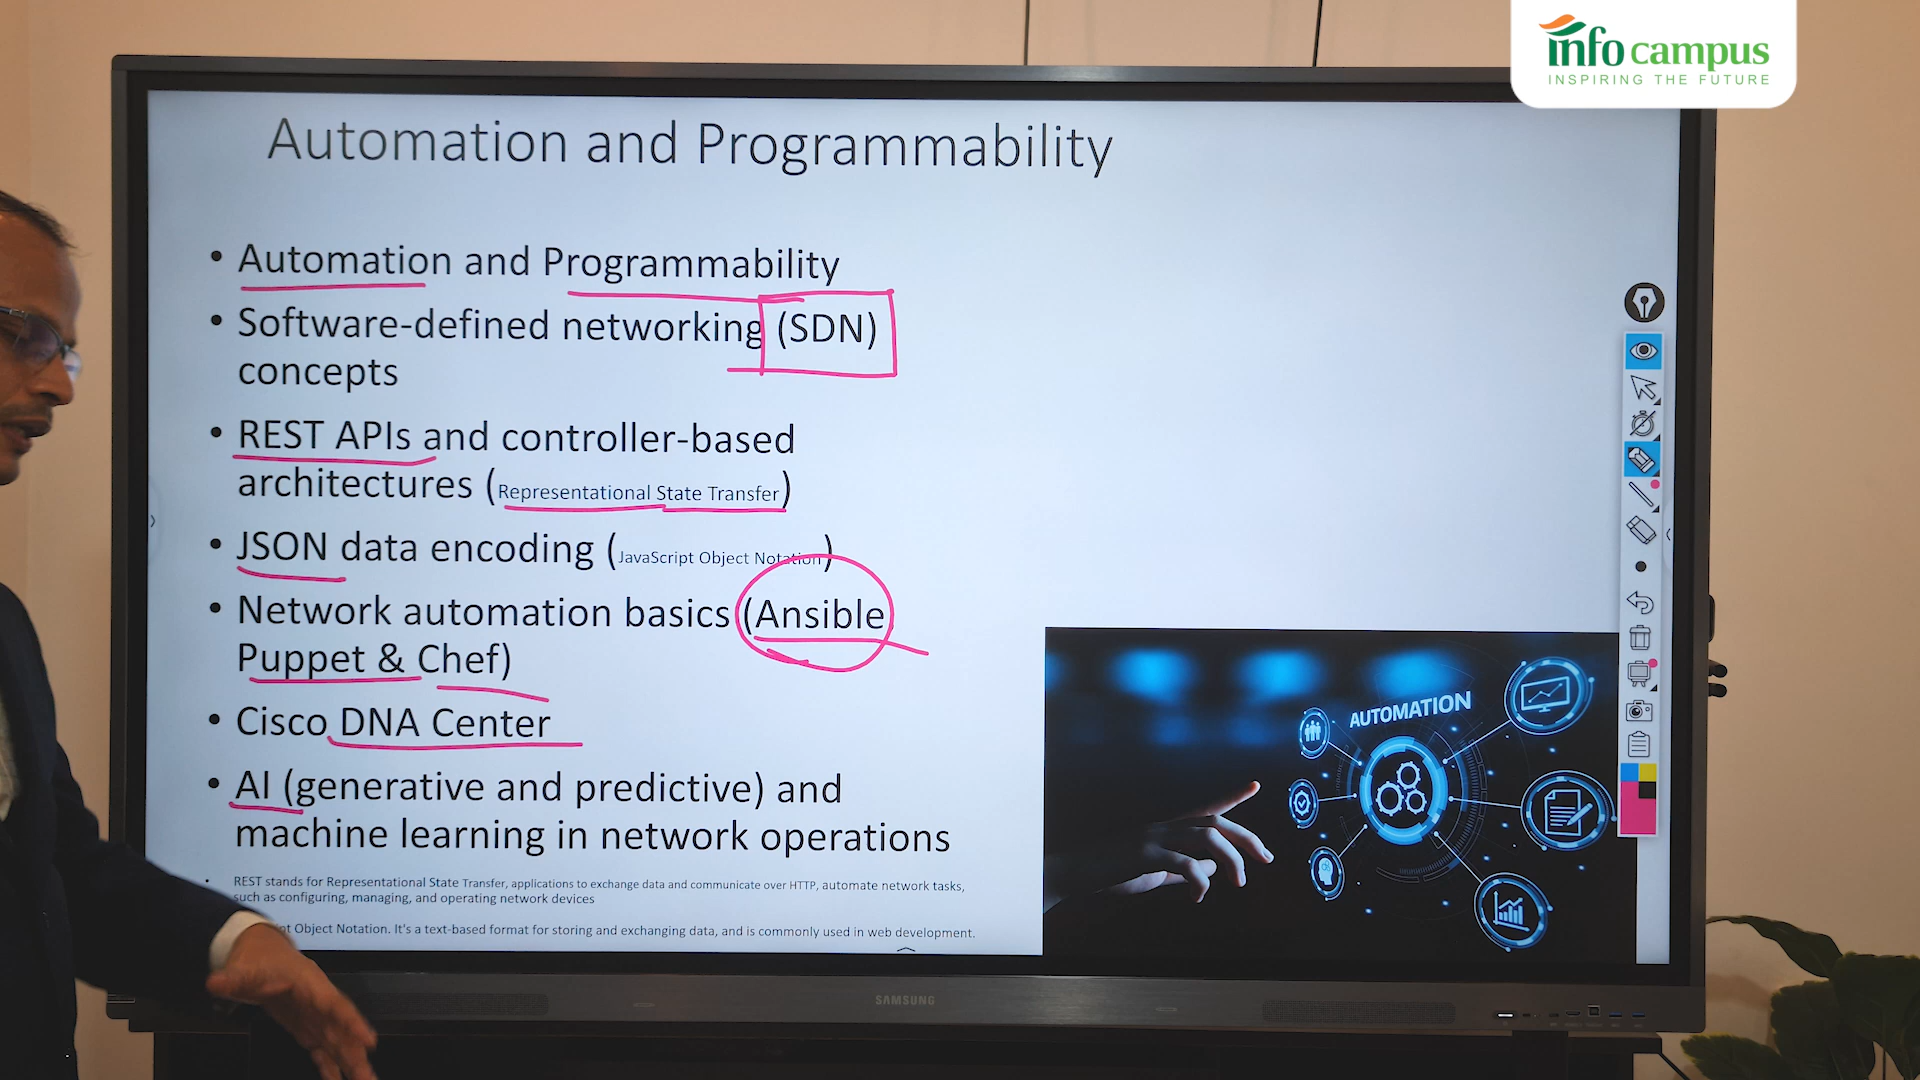 info campus
INSPIRING THE FUTURE
Automation and Programmability
• Automation and Programmability
• Software-defined networking (SDN)
concepts
• REST APIs and controller-based
architectures (Representational State Transfer)
• JSON data encoding (JavaScript Object Notation)
• Network automation basics (Ansible
Puppet & Chef)
• Cisco DNA Center
• AI (generative and predictive) and
machine learning in network operations
• REST stands for Representational State Transfer, applications to exchange data and communicate over HTTP, automate network tasks,
such as configuring, managing, and operating network devices
Object Notation. It's a text-based format for storing and exchanging data, and is commonly used in web development.
AUTOMATION
SAMSUNG